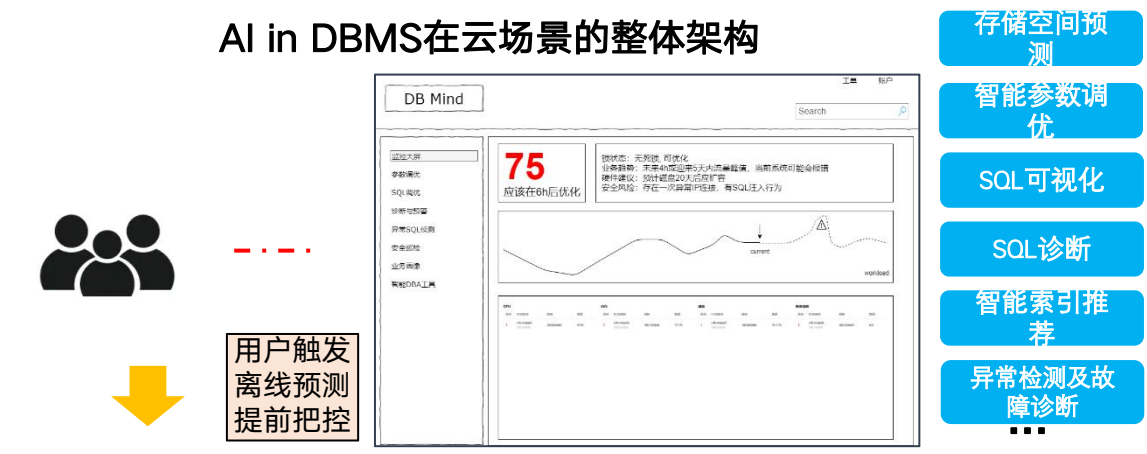 AI in DBMS在云场景的整体架构
工单 账户
DB Mind
Search
监控大屏
参数调优
SQL调优
诊断与预警
异常SQL侦测
安全巡检
业务画像
智能DBA工具
75
应该在6h后优化
锁状态：无死锁, 可优化
业务趋势：未来4h或迎来5天内流量峰值，当前系统可能会报错
硬件建议：预计磁盘20天后应扩容
安全风险：存在一次异常IP连接，有SQL注入行为
current
workload
用户触发
离线预测
提前把控
存储空间预
测
智能参数调
优
SQL可视化
SQL诊断
智能索引推
荐
异常检测及故
障诊断
...